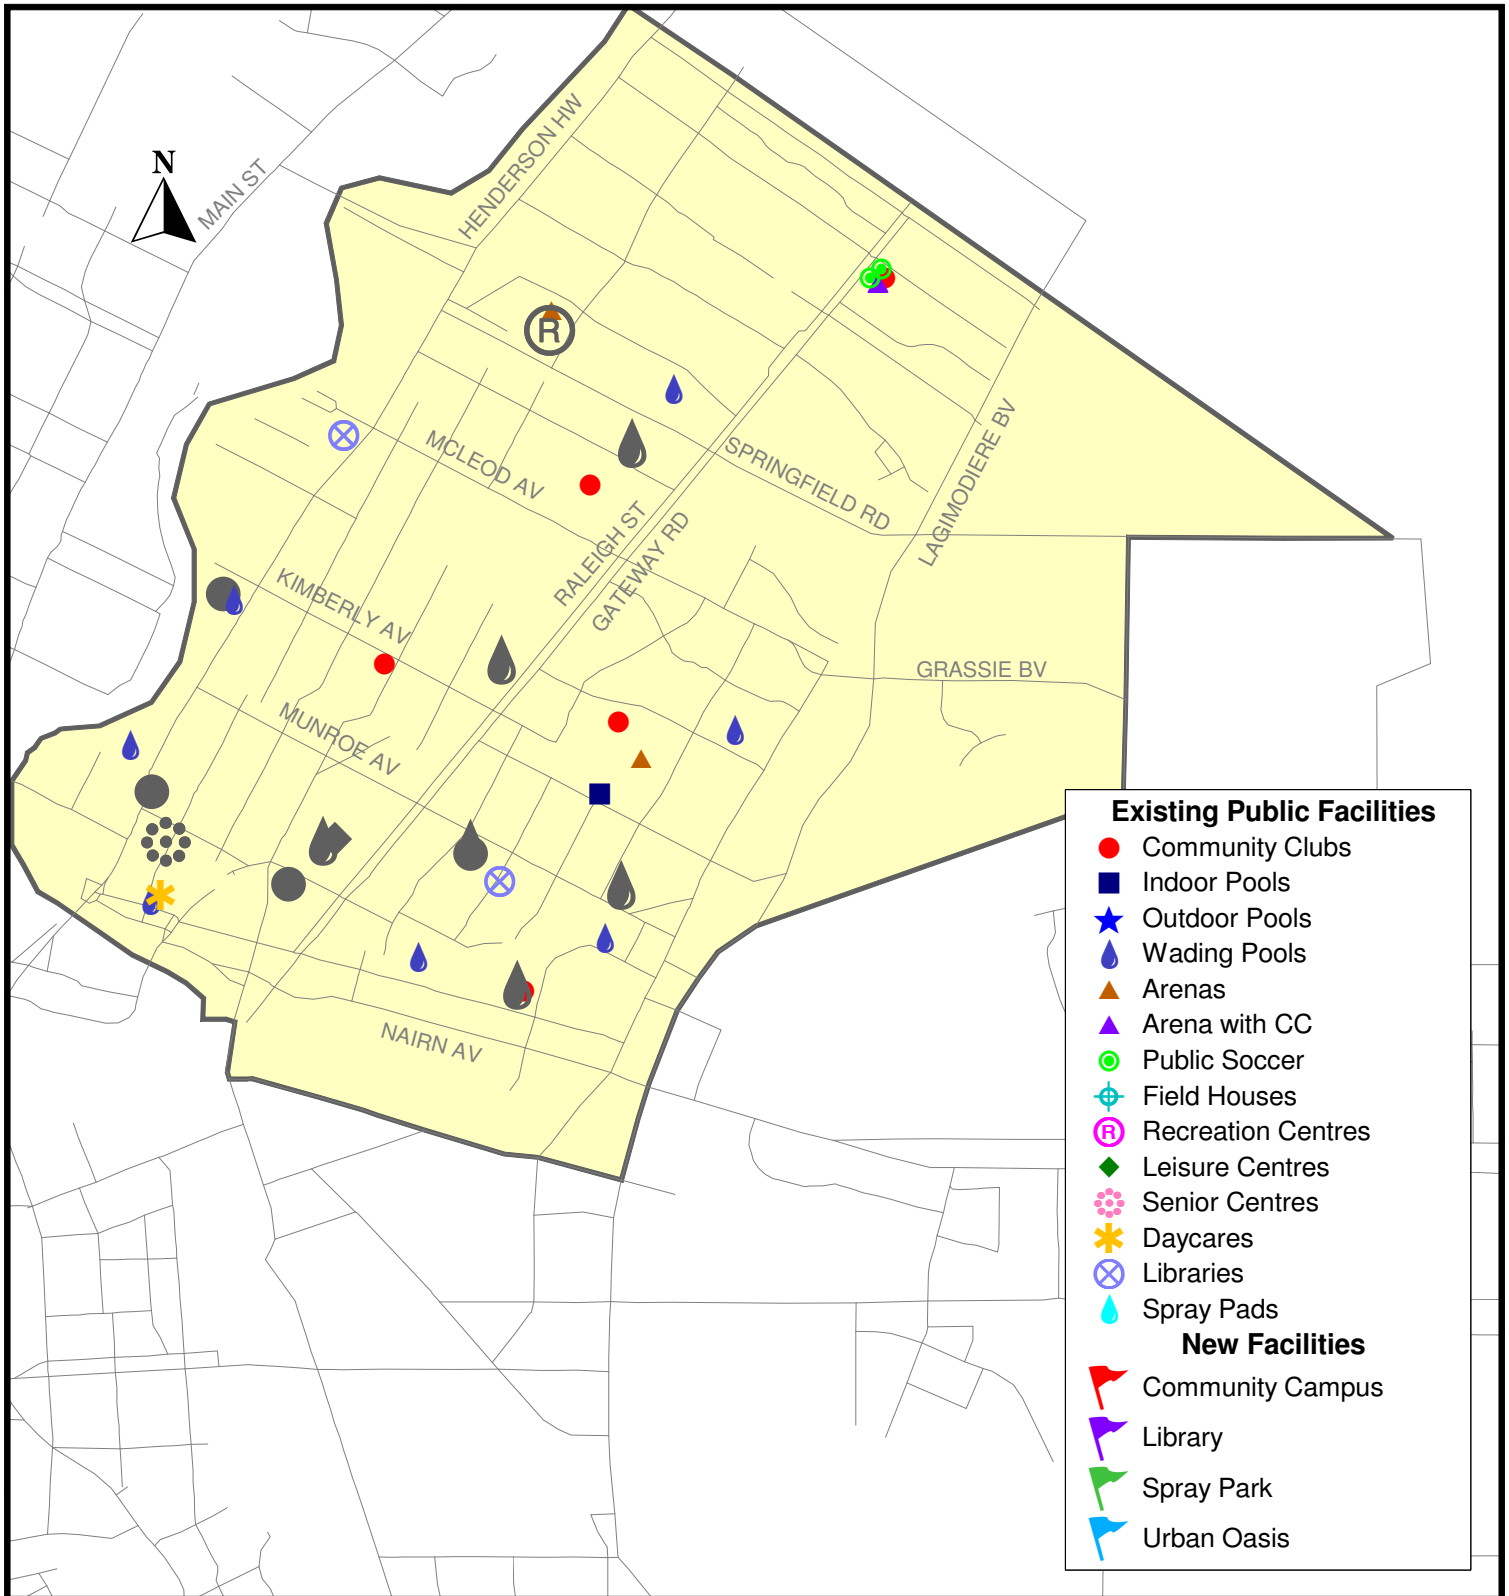 N
MAIN ST
HENDERSON HW
R
MCLEOD AV
SPRINGFIELD RD
LAGIMODIERE BV
RALEIGH ST
GATEWAY RD
KIMBERLY AV
GRASSIE BV
MUNROE AV
NAIRN AV
Existing Public Facilities
Community Clubs
Indoor Pools
Outdoor Pools
Wading Pools
Arenas
Arena with CC
Public Soccer
Field Houses
R Recreation Centres
Leisure Centres
Senior Centres
Daycares
Libraries
Spray Pads
New Facilities
Community Campus
Library
Spray Park
Urban Oasis